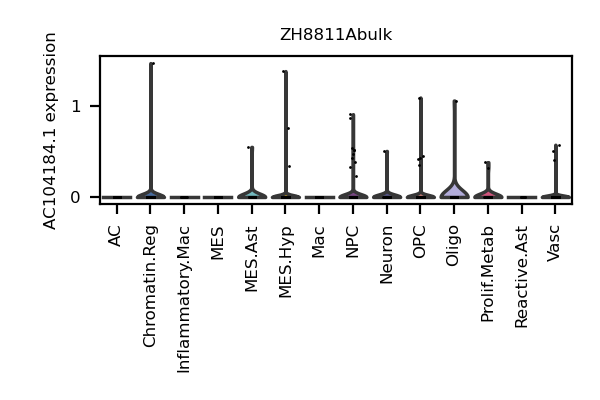 ZH8811Abulk
AC104184.1 expression
1
0
AC
Chromatin.Reg
Inflammatory.Mac
MES
MES.Ast
MES.Hyp
Mac
NPC
Neuron
OPC
Oligo
Prolif.Metab
Reactive.Ast
Vasc